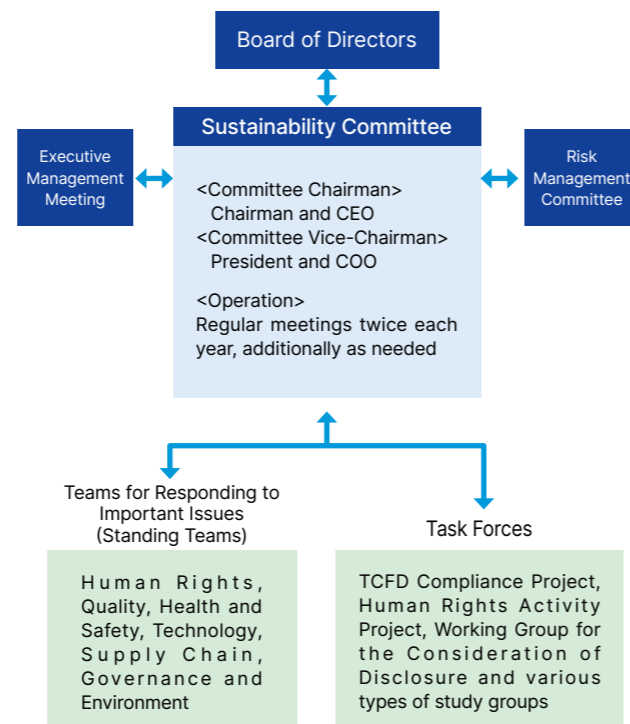 Board of Directors
Sustainability Committee
Executive
Management
Meeting
<Committee Chairman>
Chairman and CEO
<Committee Vice-Chairman>
President and COO
<Operation>
Regular meetings twice each
year, additionally as needed
Risk
Management
Committee
Teams for Responding to
Important Issues
(Standing Teams)
Human Rights,
Quality, Health and
Safety, Technology,
Supply Chain,
Governance and
Environment
Task Forces
TCFD Compliance Project,
Human Rights Activity
Project, Working Group for
the Consideration of
Disclosure and various
types of study groups